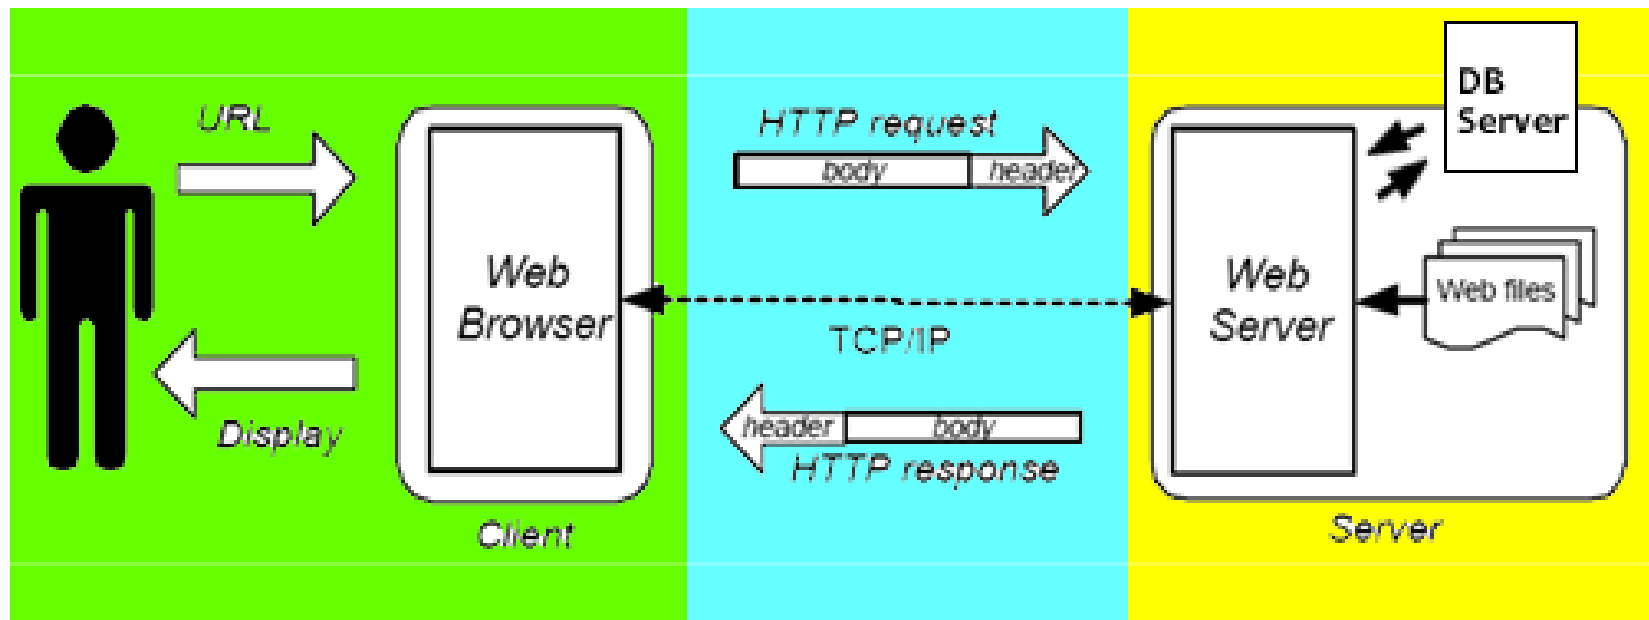 URL
Web
Browser
Display
Client
HTTP request
body header
TCP/IP
header body
HTTP response
DB
Server
Web
Server
Web files
Server